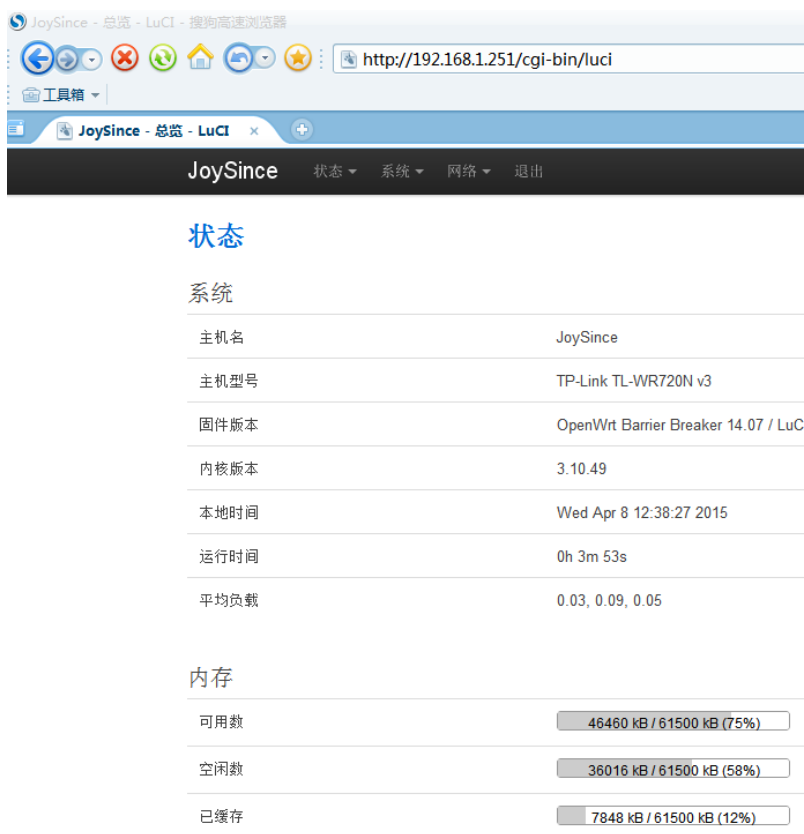 JoySince - 总览 - LuCI - 搜狗高速浏览器
http://192.168.1.251/cgi-bin/luci
工具箱
JoySince - 总览 - LuCI ×
JoySince 状态 系统 网络 退出
状态
系统
主机名 JoySince
主机型号 TP-Link TL-WR720N v3
固件版本 OpenWrt Barrier Breaker 14.07 / LuC
内核版本 3.10.49
本地时间 Wed Apr 8 12:38:27 2015
运行时间 0h 3m 53s
平均负载 0.03, 0.09, 0.05
内存
可用数 46460 kB / 61500 kB (75%)
空闲数 36016 kB / 61500 kB (58%)
已缓存 7848 kB / 61500 kB (12%)